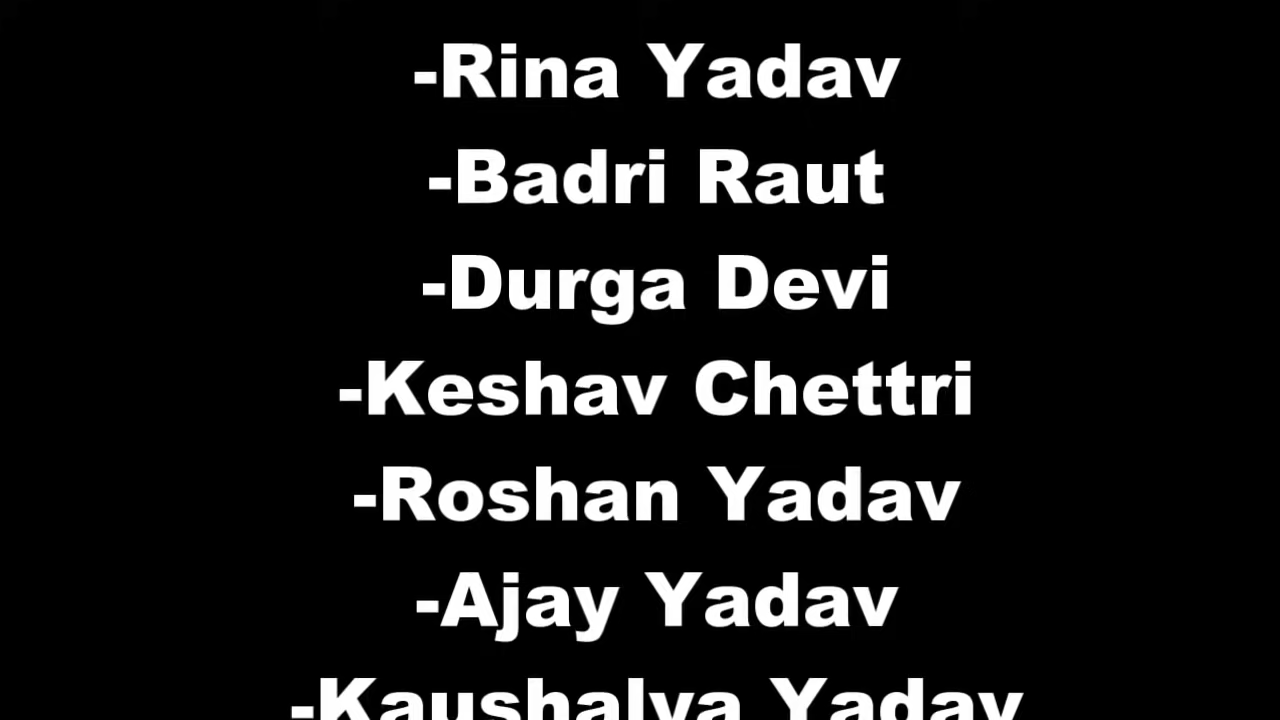 -Rina Yadav
-Badri Raut
-Durga Devi
-Keshav Chettri
-Roshan Yadav
-Ajay Yadav
-Kaushalya Yadav